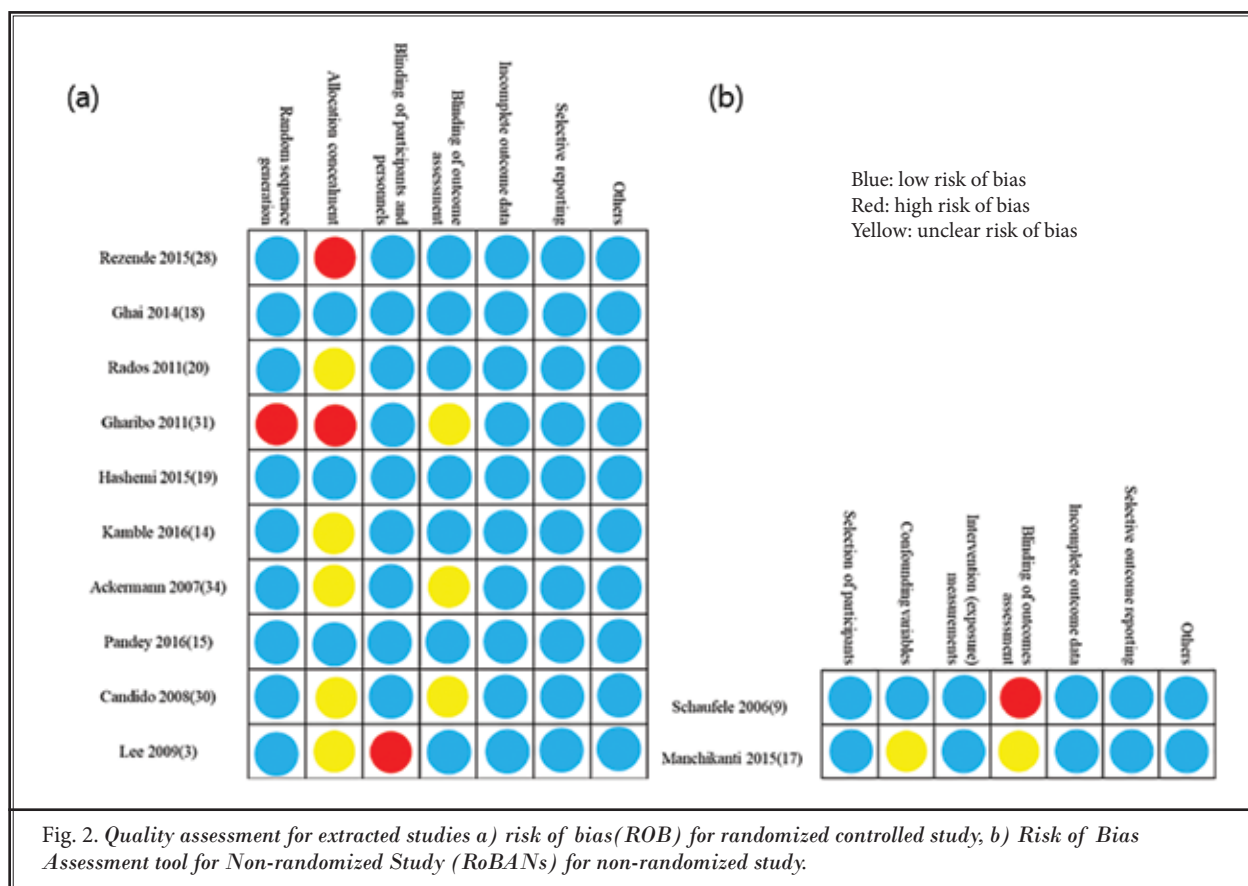 (a)
Random sequence
generation
Allocation concealment
Blinding of participants and
personnels
Blinding of outcome
assessment
Incomplete outcome data
Selective reporting
Others
Rezende 2015(28)
Ghai 2014(18)
Rados 2011(20)
Gharibo 2011(31)
Hashemi 2015(19)
Kamble 2016(14)
Ackermann 2007(34)
Pandey 2016(15)
Candido 2008(30)
Lee 2009(3)
(b)
Blue: low risk of bias
Red: high risk of bias
Yellow: unclear risk of bias
Selection of participants
Confounding variables
Intervention (exposure)
measurements
Blinding of outcomes
assessment
Incomplete outcome data
Selective outcome reporting
Others
Schaufele 2006(9)
Manchikanti 2015(17)
Fig. 2. Quality assessment for extracted studies a) risk of bias(ROB) for randomized controlled study, b) Risk of Bias
Assessment tool for Non-randomized Study (RoBANs) for non-randomized study.